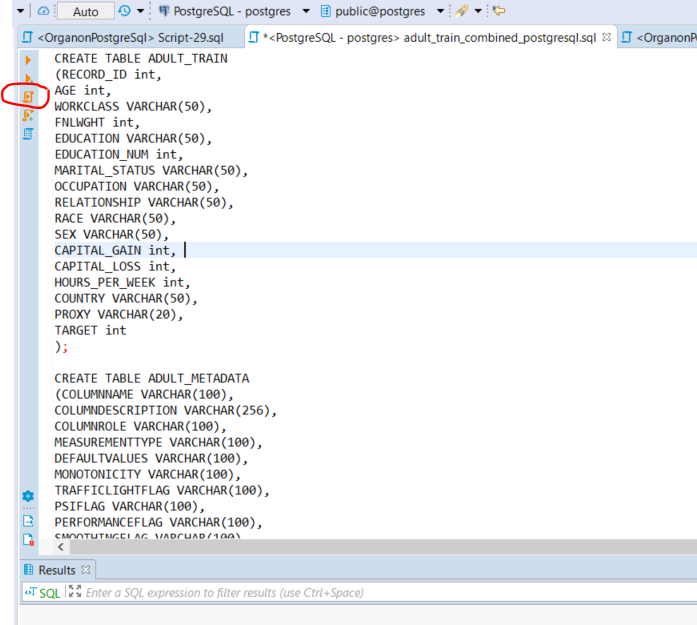 Auto
PostgreSQL - postgres
public@postgres
<OrganonPostgreSql> Script-29.sql
*<PostgreSQL - postgres> adult_train_combined_postgresql.sql
<OrganonP
CREATE TABLE ADULT_TRAIN
(RECORD_ID int,
AGE int,
WORKCLASS VARCHAR(50),
FNLWGHT int,
EDUCATION VARCHAR(50),
EDUCATION_NUM int,
MARITAL_STATUS VARCHAR(50),
OCCUPATION VARCHAR(50),
RELATIONSHIP VARCHAR(50),
RACE VARCHAR(50),
SEX VARCHAR(50),
CAPITAL_GAIN int,
CAPITAL_LOSS int,
HOURS_PER_WEEK int,
COUNTRY VARCHAR(50),
PROXY VARCHAR(20),
TARGET int
);
CREATE TABLE ADULT_METADATA
(COLUMNNAME VARCHAR(100),
COLUMNDESCRIPTION VARCHAR(256),
COLUMNROLE VARCHAR(100),
MEASUREMENTTYPE VARCHAR(100),
DEFAULTVALUES VARCHAR(100),
MONOTONICITY VARCHAR(100),
TRAFFICLIGHTFLAG VARCHAR(100),
PSIFLAG VARCHAR(100),
PERFORMANCEFLAG VARCHAR(100),
SMOOTHINGFLAG VARCHAR(100)
Results
SQL
Enter a SQL expression to filter results (use Ctrl+Space)